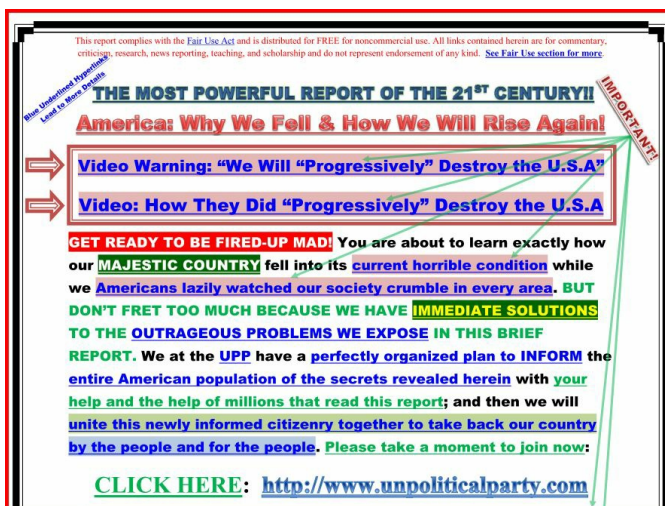 This report complies with the Fair Use Act and is distributed for FREE for noncommercial use. All links contained herein are for commentary,
criticism, research, news reporting, teaching, and scholarship and do not represent endorsement of any kind. See Fair Use section for more.
Blue Underlined Hyperlinks
Lead to More Details
THE MOST POWERFUL REPORT OF THE 21ST CENTURY!!
IMPORTANT!
America: Why We Fell & How We Will Rise Again!
Video Warning: “We Will “Progressively” Destroy the U.S.A”
Video: How They Did “Progressively” Destroy the U.S.A
GET READY TO BE FIRED-UP MAD! You are about to learn exactly how
our MAJESTIC COUNTRY fell into its current horrible condition while
we Americans lazily watched our society crumble in every area. BUT
DON’T FRET TOO MUCH BECAUSE WE HAVE IMMEDIATE SOLUTIONS
TO THE OUTRAGEOUS PROBLEMS WE EXPOSE IN THIS BRIEF
REPORT. We at the UPP have a perfectly organized plan to INFORM the
entire American population of the secrets revealed herein with your
help and the help of millions that read this report; and then we will
unite this newly informed citizenry together to take back our country
by the people and for the people. Please take a moment to join now:
CLICK HERE: http://www.unpoliticalparty.com